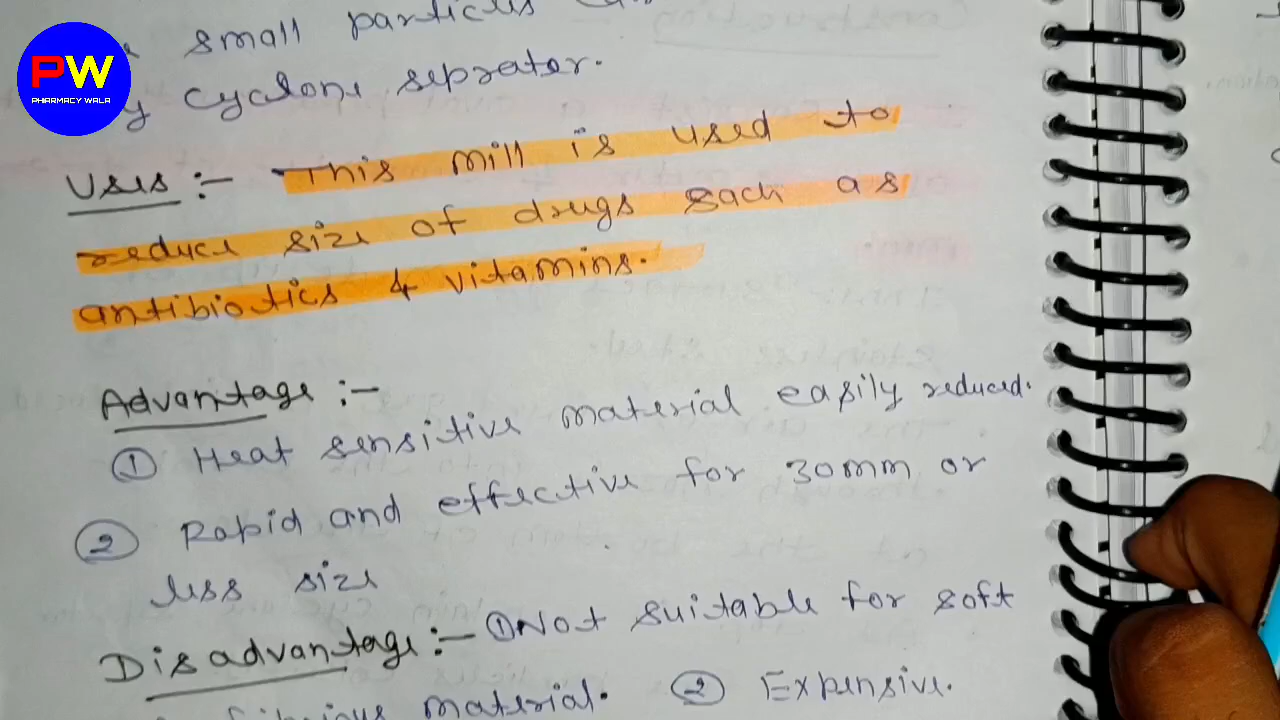 small particles
PW
PHARMACY WALA
y cyclone seprater.
Uses :- This mill is used to
reduce size of drugs sach as
antibiotics & vitamins.
Advantage :-
① Heat sensitive material easily reduced.
② Rapid and effective for 30mm or
less size
Disadvantage :- ① Not suitable for soft
material. ② Expensive.